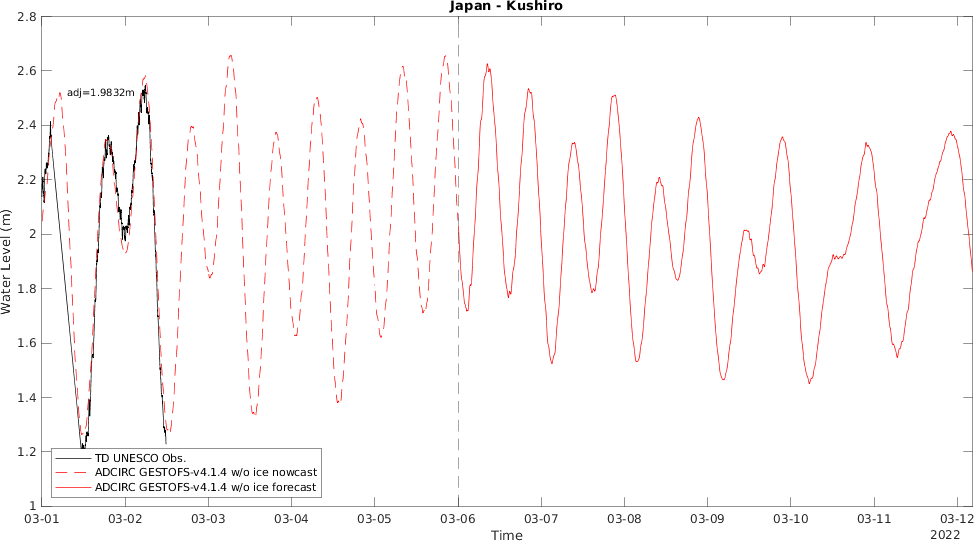 Japan - Kushiro
2.8
2.6
adj=1.9832m
2.4
2.2
2
1.8
1.6
1.4
1.2
1
Water Level (m)
TD UNESCO Obs.
ADCIRC GESTOFS-v4.1.4 w/o ice nowcast
ADCIRC GESTOFS-v4.1.4 w/o ice forecast
03-01 03-02 03-03 03-04 03-05 03-06 03-07 03-08 03-09 03-10 03-11 03-12
Time
2022